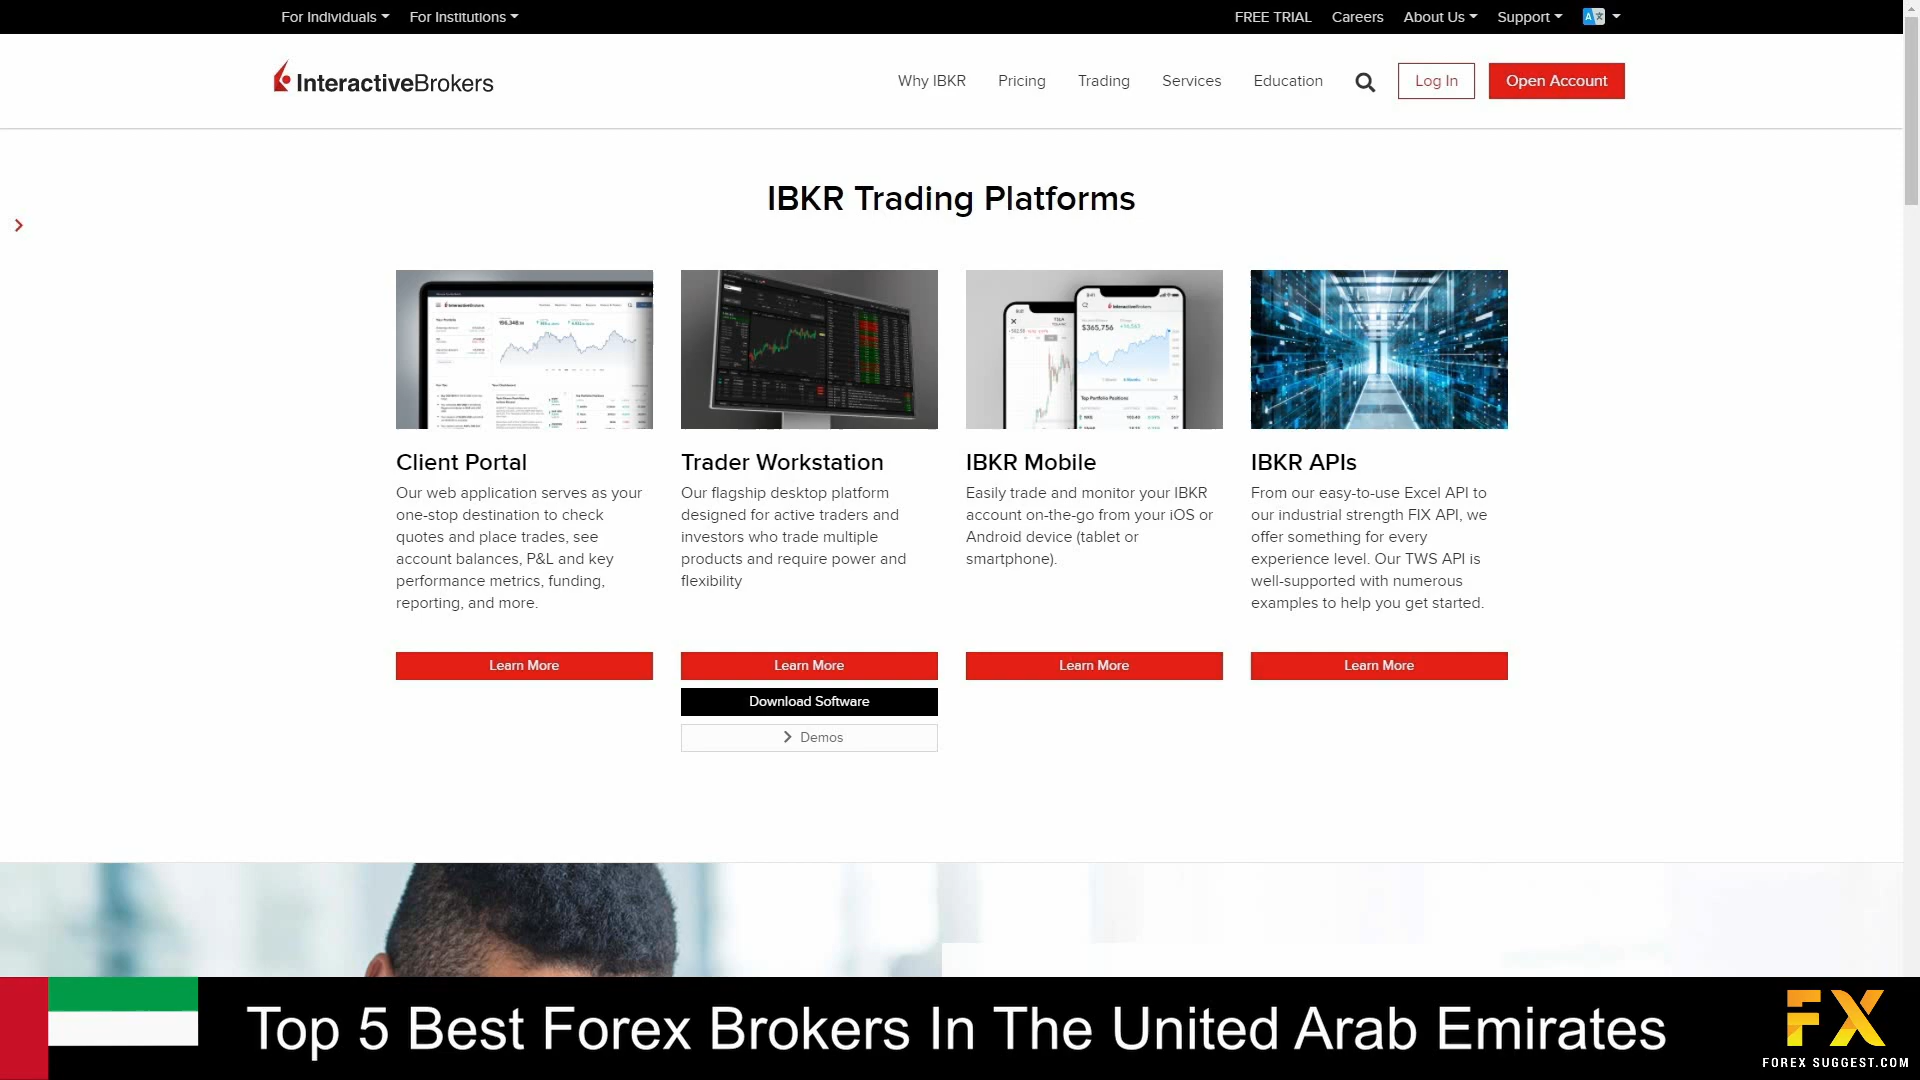 For Individuals
For Institutions
FREE TRIAL
Careers
About Us
Support
InteractiveBrokers
Why IBKR
Pricing
Trading
Services
Education
Log In
Open Account
IBKR Trading Platforms
InteractiveBrokers
$365,756
Top Portfolio Positions
Client Portal
Our web application serves as your
one-stop destination to check
quotes and place trades, see
account balances, P&L and key
performance metrics, funding,
reporting, and more.
Learn More
Trader Workstation
Our flagship desktop platform
designed for active traders and
investors who trade multiple
products and require power and
flexibility
Learn More
Download Software
Demos
IBKR Mobile
Easily trade and monitor your IBKR
account on-the-go from your iOS or
Android device (tablet or
smartphone).
Learn More
IBKR APIs
From our easy-to-use Excel API to
our industrial strength FIX API, we
offer something for every
experience level. Our TWS API is
well-supported with numerous
examples to help you get started.
Learn More
Top 5 Best Forex Brokers In The United Arab Emirates
FX
FOREX SUGGEST.COM